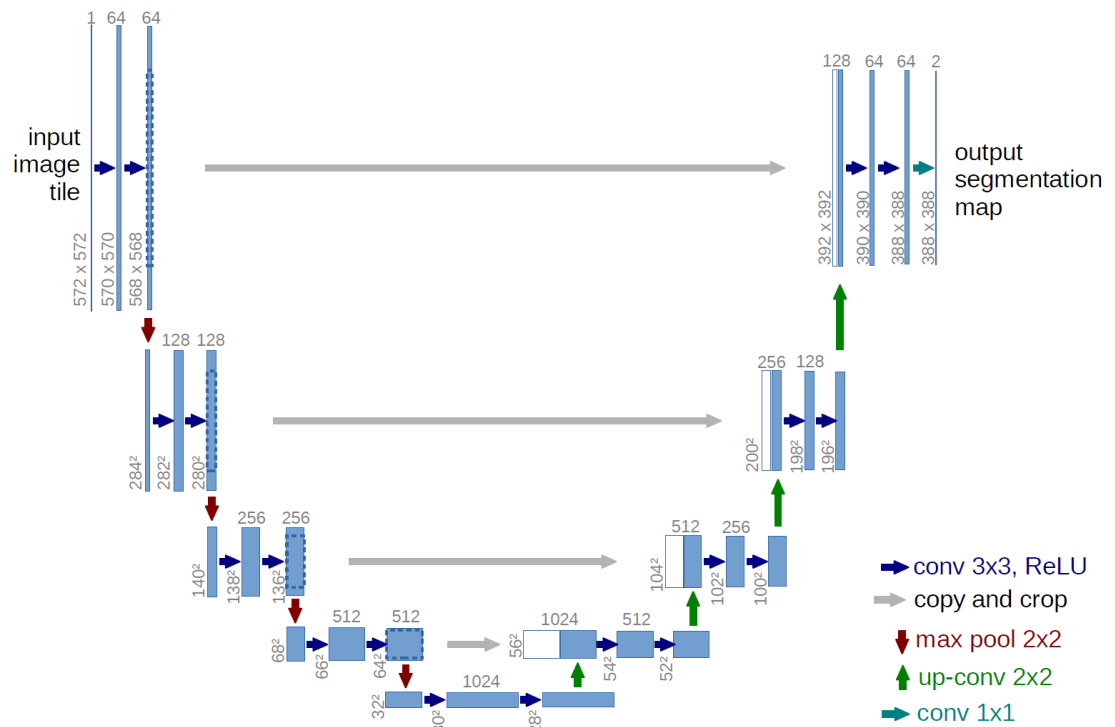 1 64 64
128
64 64 2
input
image
tile
output
segmentation
map
572 x 572
570 x 570
568 x 568
392 x 392
390 x 390
388 x 388
388 x 388
128 128
256 128
284²
282²
280²
200²
198²
196²
256 256
512 256
140²
138²
136²
104²
102²
100²
512 512
1024 512
68²
66²
64²
56²
54²
52²
1024
32²
conv 3x3, ReLU
copy and crop
max pool 2x2
up-conv 2x2
conv 1x1